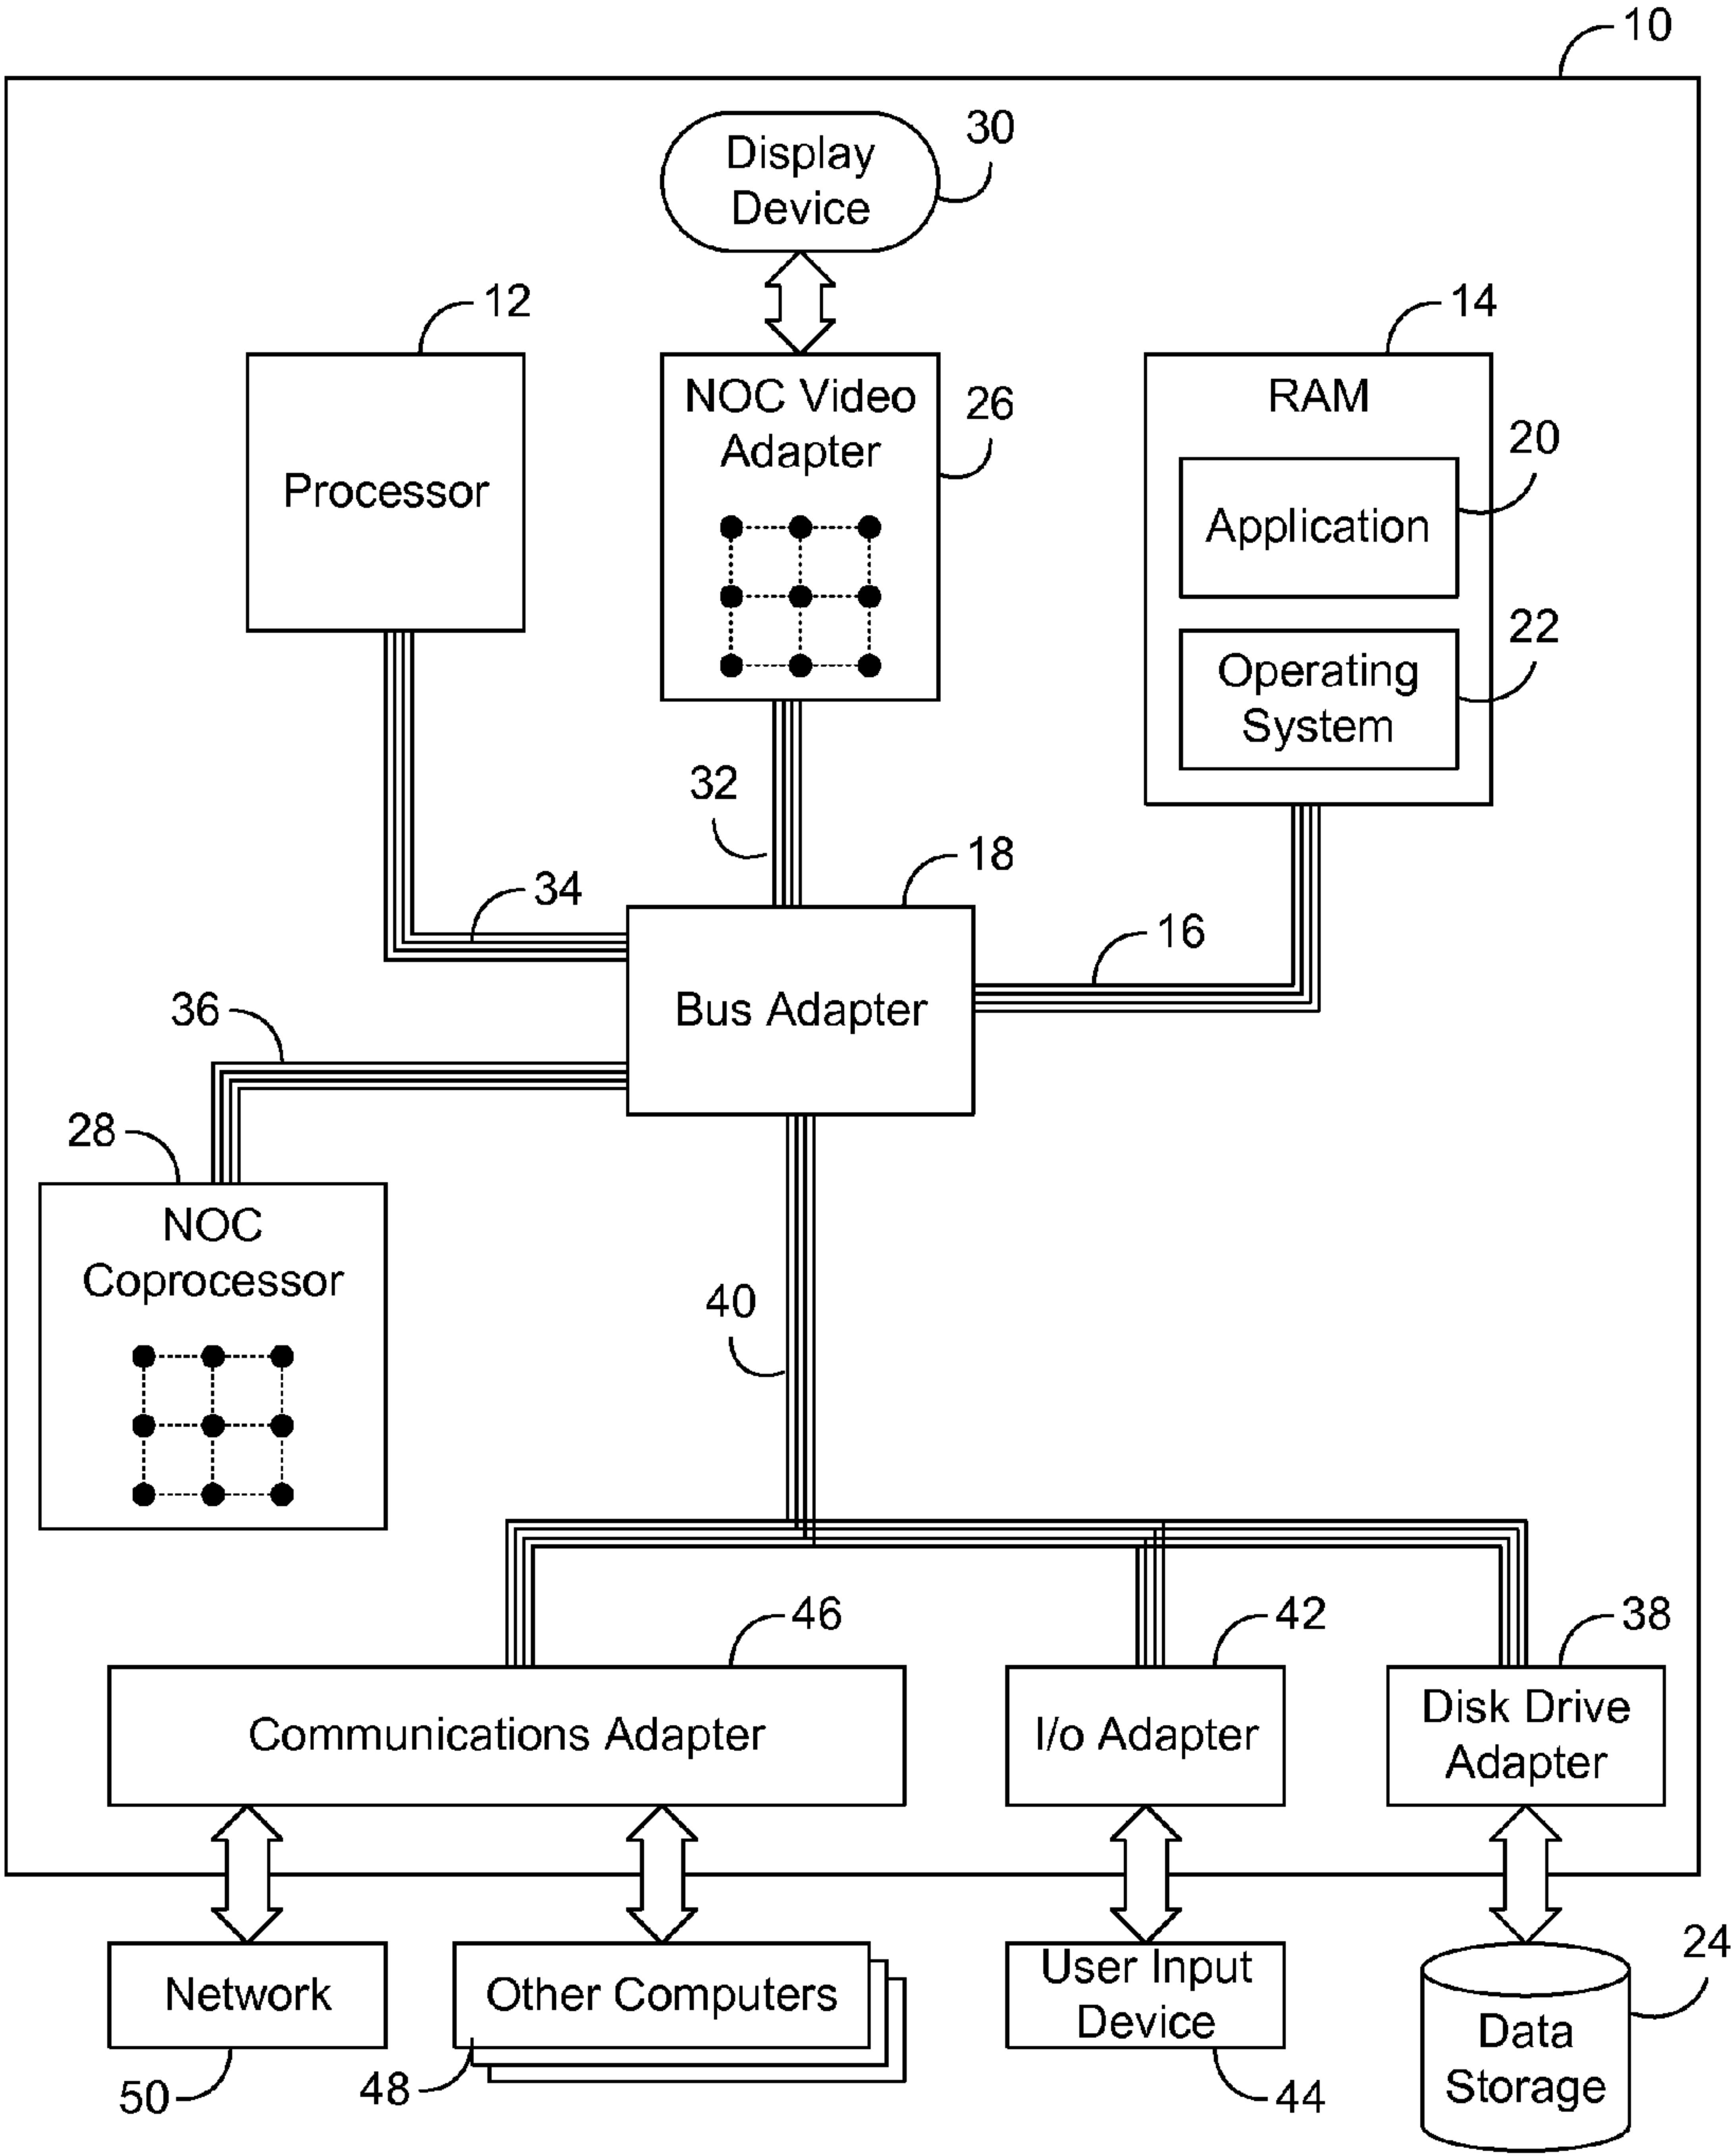 10
Display
Device
30
12
Processor
NOC Video
Adapter
26
14
RAM
20
Application
22
Operating
System
32
34
18
16
Bus Adapter
36
28
NOC
Coprocessor
40
46
Communications Adapter
42
I/o Adapter
38
Disk Drive
Adapter
Network
50
Other Computers
48
User Input
Device
44
24
Data
Storage